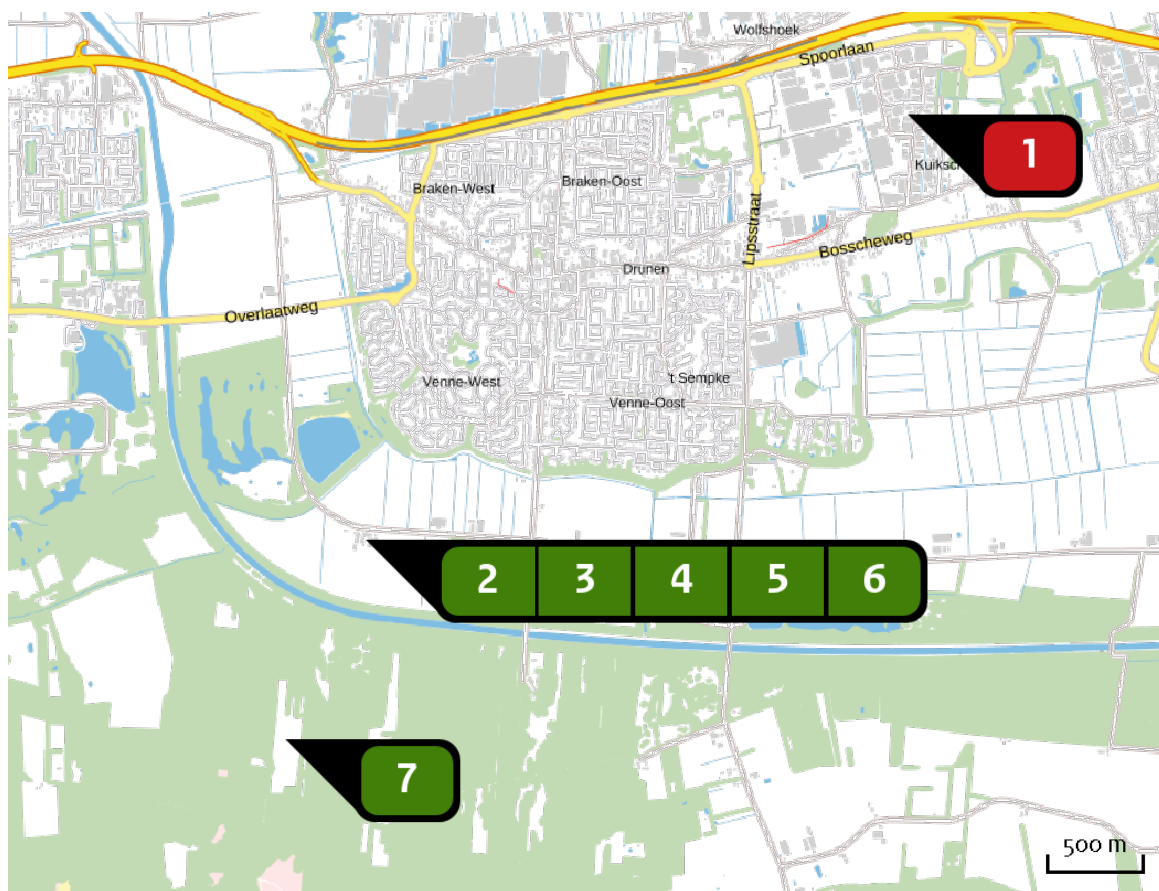 Wolfshoek
Spoorlaan
1
Braken-West
Braken-Oost
Lipsstraat
Bosscheweg
Drunen
Overlaatweg
Venne-West
't Sempke
Venne-Oost
2 3 4 5 6
7
500 m